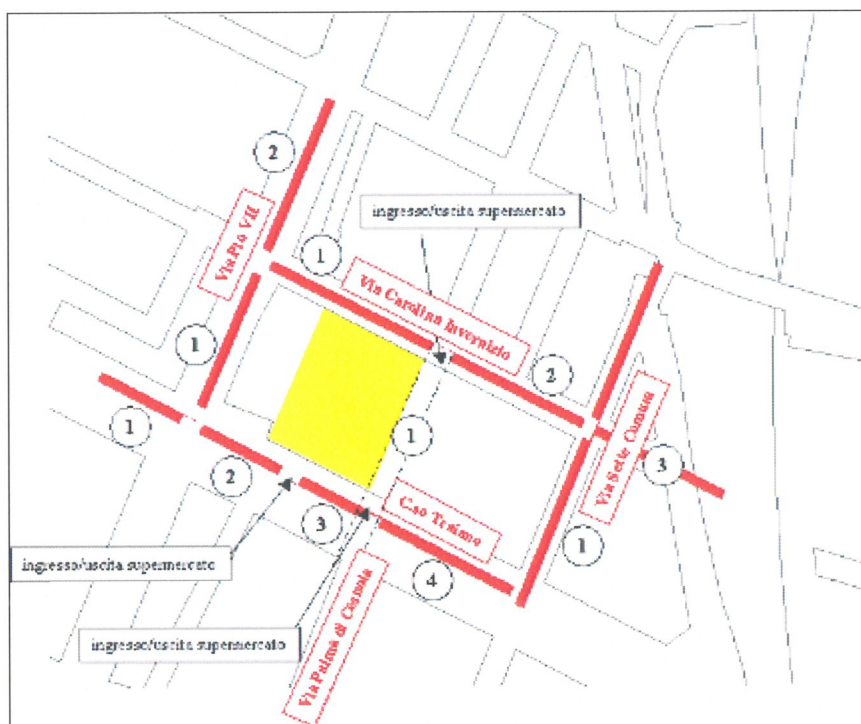 2
ingresso/uscita supermercato
Via Pio VII
1
Via Carolina Invernizio
1
2
1
1
Via Sette Comuni
3
2
C.so Traiano
3
1
ingresso/uscita supermercato
4
ingresso/uscita supermercato
Via Palma di Cesnola